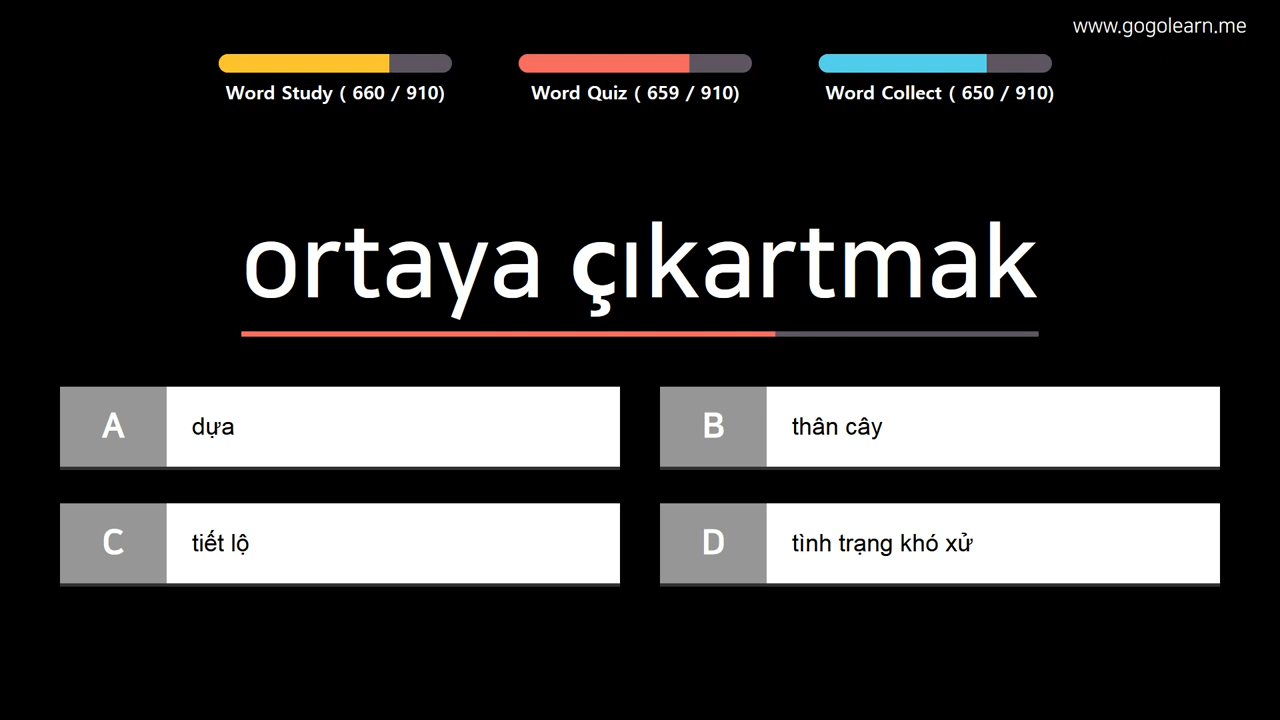 www.gogolearn.me
Word Study ( 660 / 910)
Word Quiz ( 659 / 910)
Word Collect ( 650 / 910)
ortaya çıkartmak
A
dựa
B
thân cây
C
tiết lộ
D
tình trạng khó xử